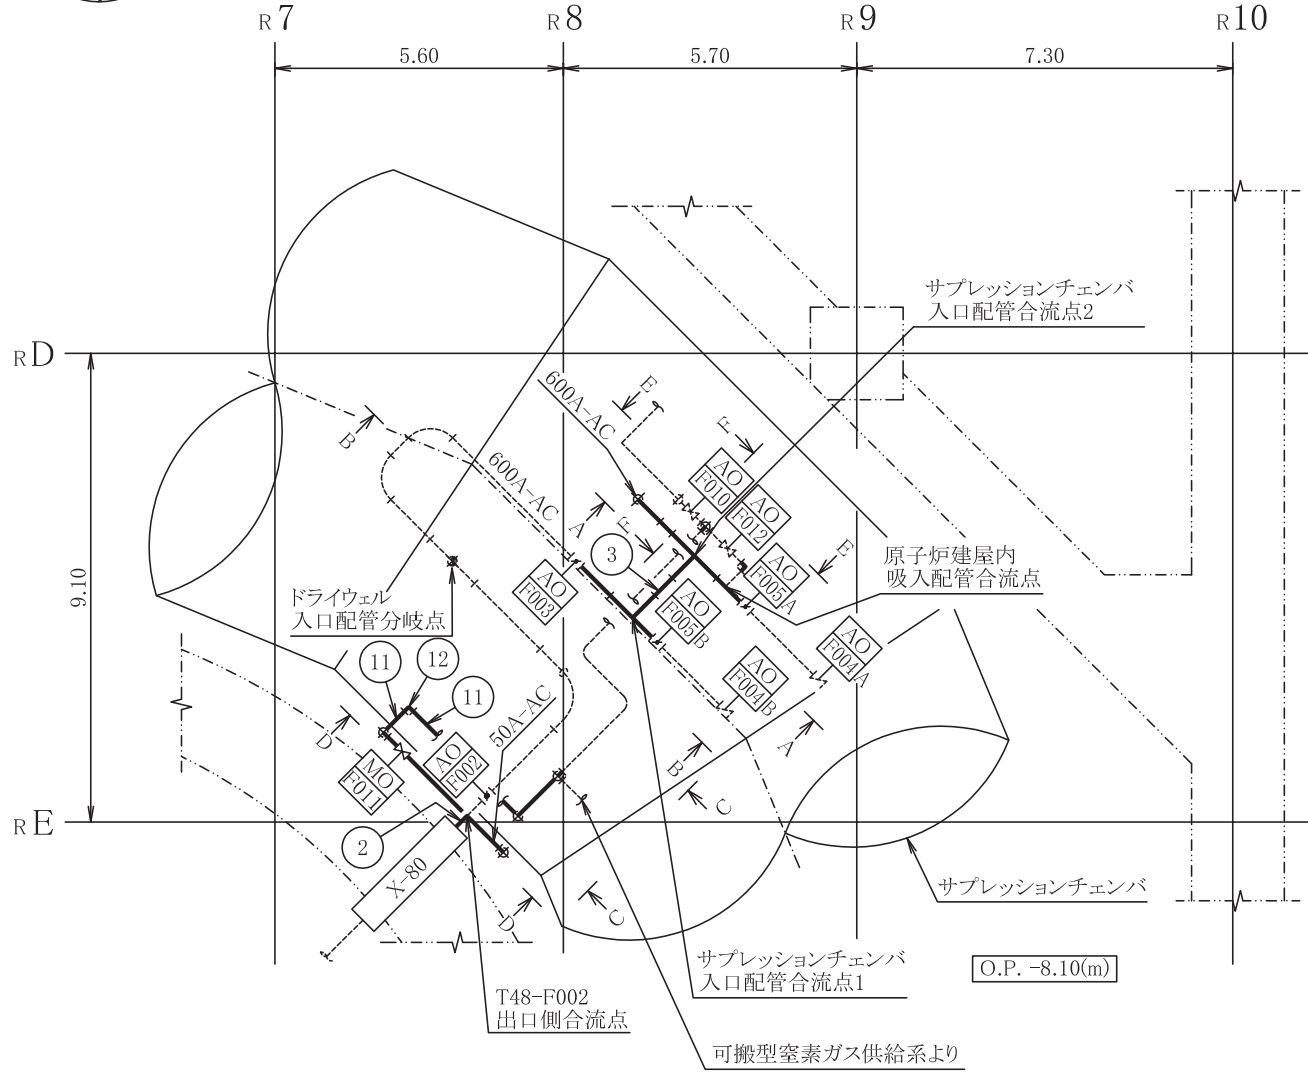 R7
R8
R9
R10
5.60
5.70
7.30
サプレッションチェンバ
入口配管合流点2
RD
600A-AC
E
B
F
AO
F010
600A-AC
AO
F012
A
F
3
E
原子炉建屋内
吸入配管合流点
AO
F005 A
9.10
AO
F003
ドライウェル
入口配管分岐点
AO
F005 B
AO
F004 A
11
12
AO
F004 B
11
50A-AC
D
AO
F002
A
MO
F011
B
C
RE
2
X-80
サプレッションチェンバ
D
C
サプレッションチェンバ
入口配管合流点1
O.P. -8.10(m)
T48-F002
出口側合流点
可搬型窒素ガス供給系より